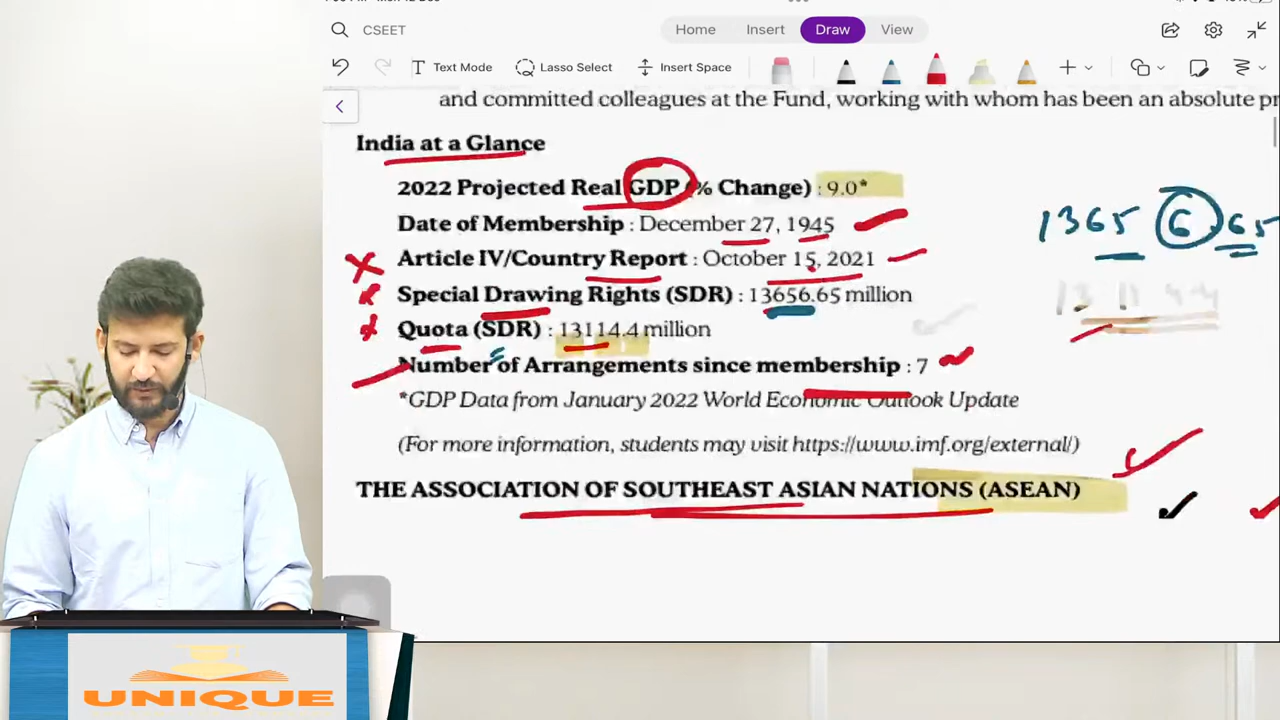 CSEET
Home Insert Draw View
Text Mode Lasso Select Insert Space
and committed colleagues at the Fund, working with whom has been an absolute
India at a Glance
2022 Projected Real GDP (% Change) : 9.0*
Date of Membership : December 27, 1945
Article IV/Country Report : October 15, 2021
Special Drawing Rights (SDR) : 13656.65 million
Quota (SDR) : 13114.4 million
Number of Arrangements since membership : 7
*GDP Data from January 2022 World Economic Outlook Update
(For more information, students may visit https://www.imf.org/external/)
THE ASSOCIATION OF SOUTHEAST ASIAN NATIONS (ASEAN)
1365 6.65
UNIQUE